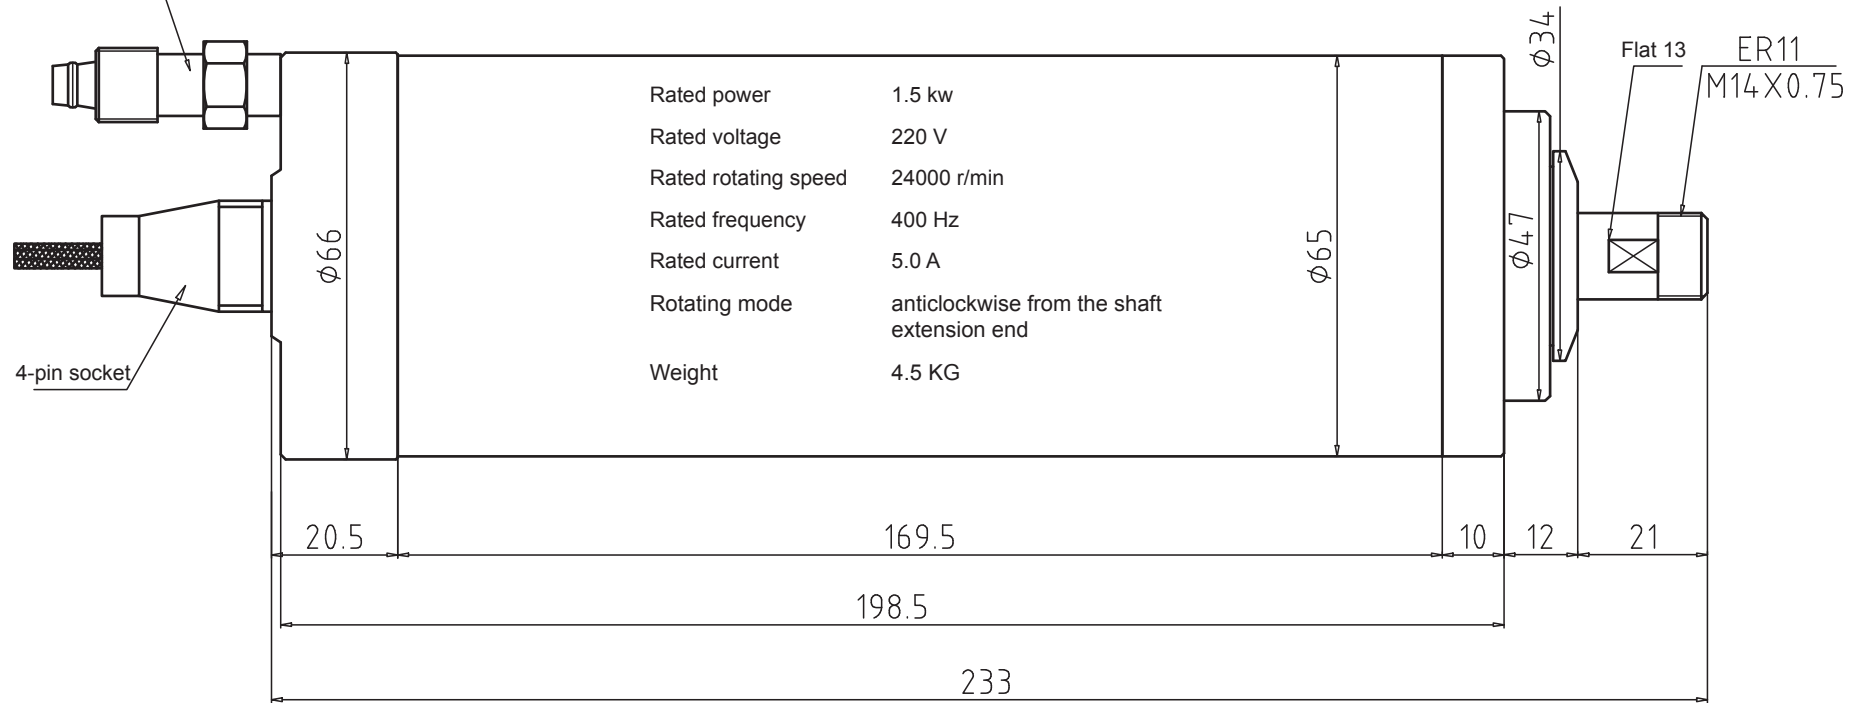 ϕ34
Flat 13
ER11
M14X0.75
Rated power 1.5 kw
Rated voltage 220 V
Rated rotating speed 24000 r/min
Rated frequency 400 Hz
Rated current 5.0 A
Rotating mode anticlockwise from the shaft
extension end
Weight 4.5 KG
ϕ66
ϕ65
ϕ47
4-pin socket
20.5
169.5
10
12
21
198.5
233